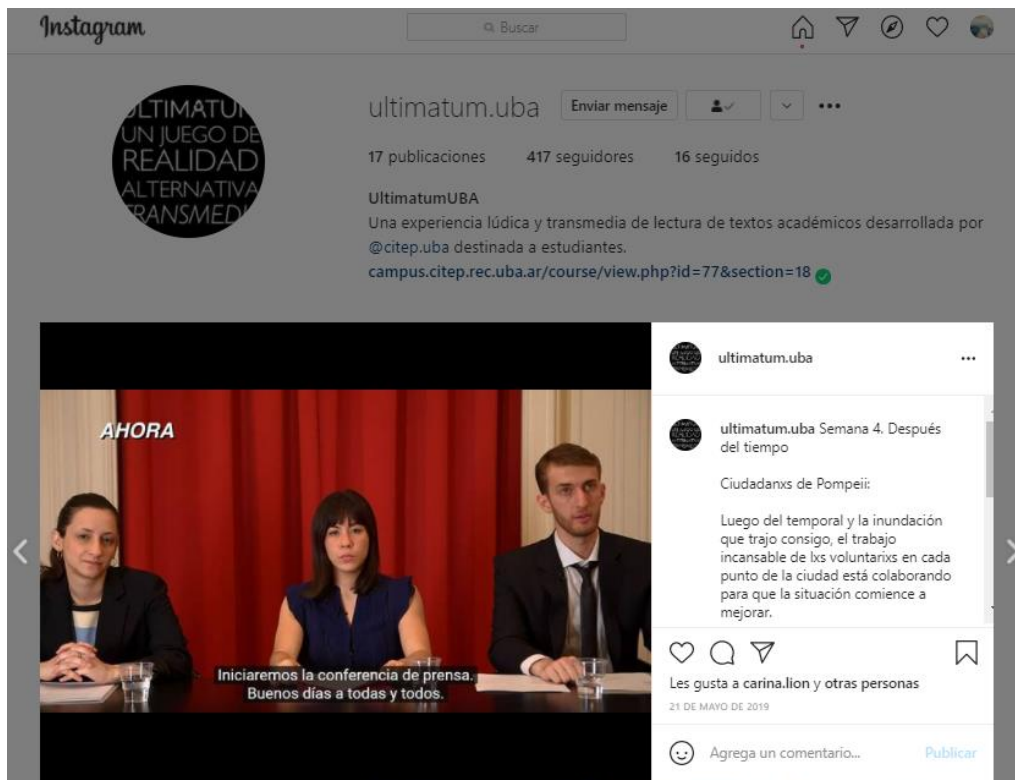 Instagram
Buscar
ULTIMATUM
UN JUEGO DE
REALIDAD
ALTERNATIVA
TRANSMEDI
ultimatum.uba Enviar mensaje
17 publicaciones 417 seguidores 16 seguidos
UltimatumUBA
Una experiencia lúdica y transmedia de lectura de textos académicos desarrollada por
@citep.uba destinada a estudiantes.
campus.citep.rec.uba.ar/course/view.php?id=77&section=18
AHORA
Iniciaremos la conferencia de prensa.
Buenos días a todas y todos.
ultimatum.uba
ultimatum.uba Semana 4. Después
del tiempo
Ciudadanxs de Pompeii:
Luego del temporal y la inundación
que trajo consigo, el trabajo
incansable de lxs voluntarixs en cada
punto de la ciudad está colaborando
para que la situación comience a
mejorar.
Les gusta a carina.lion y otras personas
21 DE MAYO DE 2019
Agrega un comentario... Publicar